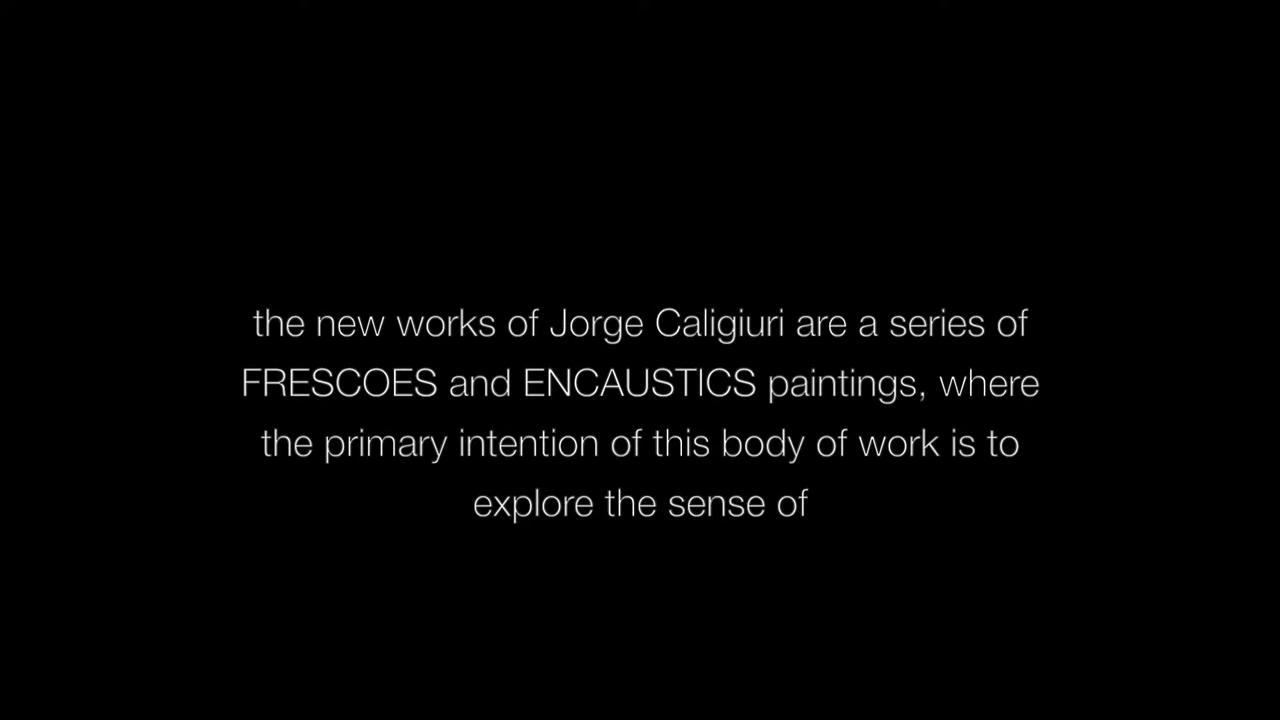 the new works of Jorge Caligiuri are a series of
FRESCOES and ENCAUSTICS paintings, where
the primary intention of this body of work is to
explore the sense of